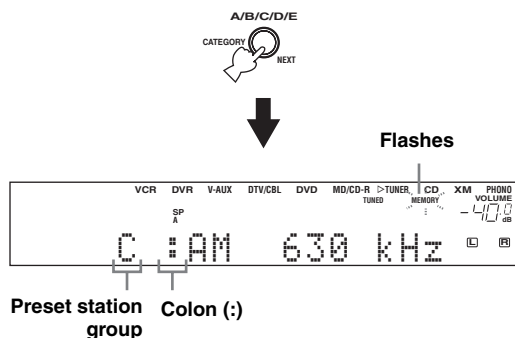 A/B/C/D/E
CATEGORY
NEXT
Flashes
VCR DVR V-AUX DTV/CBL DVD MD/CD-R ▷TUNER CD XM PHONO
TUNED MEMORY VOLUME
SP
A
-40.0
dB
C :AM 630 kHz L R
Preset station
group
Colon (:)